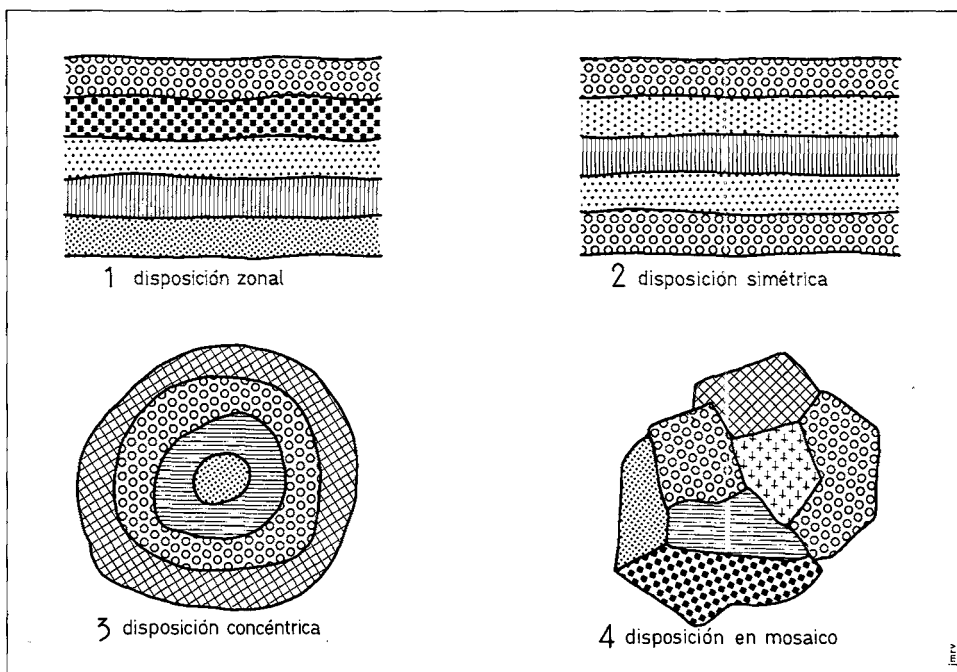 1 disposición zonal
2 disposición simétrica
3 disposición concéntrica
4 disposición en mosaico